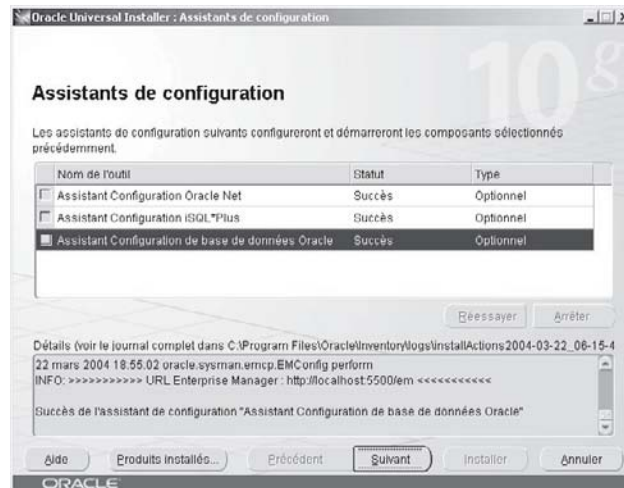 Oracle Universal Installer : Assistants de configuration
10g
Assistants de configuration
Les assistants de configuration suivants configureront et démarreront les composants sélectionnés
précédemment.
Nom de l'outil Statut Type
Assistant Configuration Oracle Net Succès Optionnel
Assistant Configuration iSQL*Plus Succès Optionnel
Assistant Configuration de base de données Oracle Succès Optionnel
Réessayer Arrêter
Détails (voir le journal complet dans C:\Program Files\Oracle\Inventory\logs\installActions2004-03-22_06-15-4
22 mars 2004 18.55.02 oracle.sysman.emcp.EMConfig perform
INFO: >>>>>>>>>>> URL Enterprise Manager : http://localhost:5500/em <<<<<<<<<<<
Succès de l'assistant de configuration "Assistant Configuration de base de données Oracle"
Aide Produits installés... Précédent Suivant Installer Annuler
ORACLE